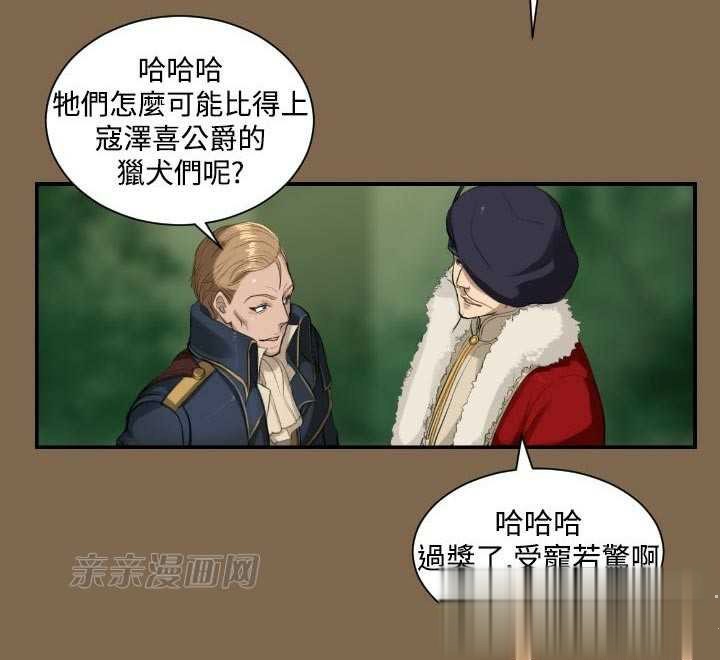 哈哈哈
牠們怎麼可能比得上
寇澤喜公爵的
獵犬們呢?
哈哈哈
過獎了,受寵若驚啊
亲亲漫画网